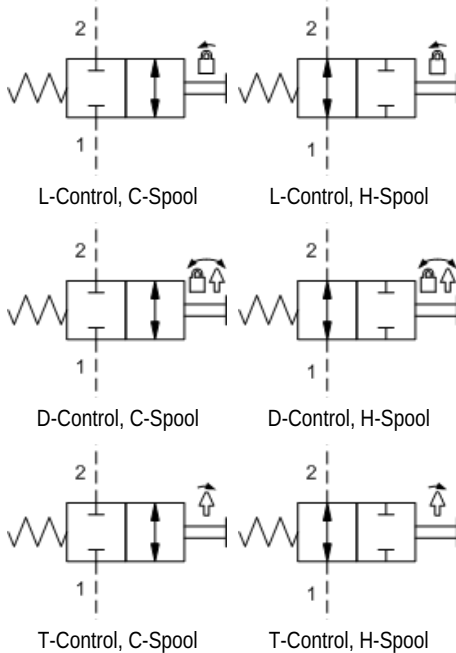 2 2
1 1
L-Control, C-Spool L-Control, H-Spool
2 2
1 1
D-Control, C-Spool D-Control, H-Spool
2 2
1 1
T-Control, C-Spool T-Control, H-Spool